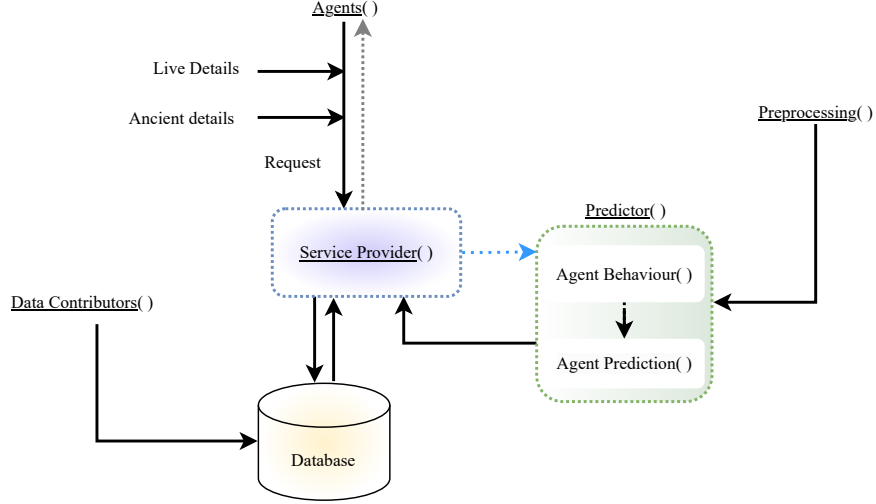 Agents( )
Live Details
Ancient details
Preprocessing( )
Request
Predictor( )
Service Provider( )
Agent Behaviour( )
Data Contributors( )
Agent Prediction( )
Database